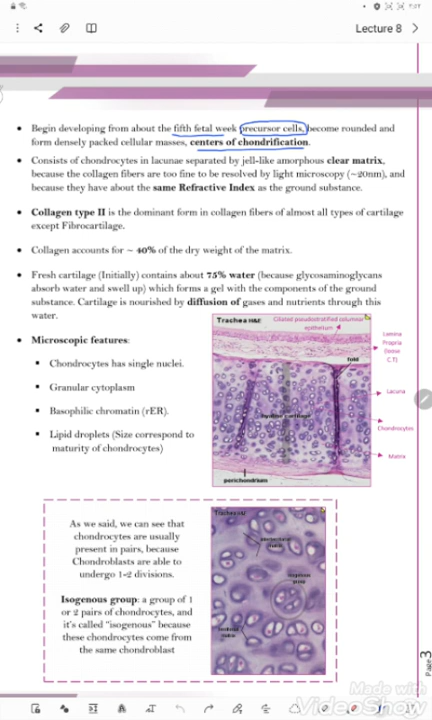 Lecture 8
Begin developing from about the fifth fetal week precursor cells, become rounded and
form densely packed cellular masses, centers of chondrification.
Consists of chondrocytes in lacunae separated by jell-like amorphous clear matrix,
because the collagen fibers are too fine to be resolved by light microscopy (~20nm), and
because they have about the same Refractive Index as the ground substance.
Collagen type II is the dominant form in collagen fibers of almost all types of cartilage
except Fibrocartilage.
Collagen accounts for ~ 40% of the dry weight of the matrix.
Fresh cartilage (Initially) contains about 75% water (because glycosaminoglycans
absorb water and swell up) which forms a gel with the components of the ground
substance. Cartilage is nourished by diffusion of gases and nutrients through this
water.
Microscopic features:
Chondrocytes has single nuclei.
Granular cytoplasm
Basophilic chromatin (rER).
Lipid droplets (Size correspond to
maturity of chondrocytes)
Trachea
Ciliated pseudostratified columnar
epithelium
Lamina
Propria
(loose
C.T)
fold
Lacuna
hyaline cartilage
Chondrocytes
Matrix
perichondrium
As we said, we can see that
chondrocytes are usually
present in pairs, because
Chondroblasts are able to
undergo 1-2 divisions.
Isogenous group: a group of 1
or 2 pairs of chondrocytes, and
it's called "isogenous" because
these chondrocytes come from
the same chondroblast
Trachea
Page 3
Made with
VideoShow